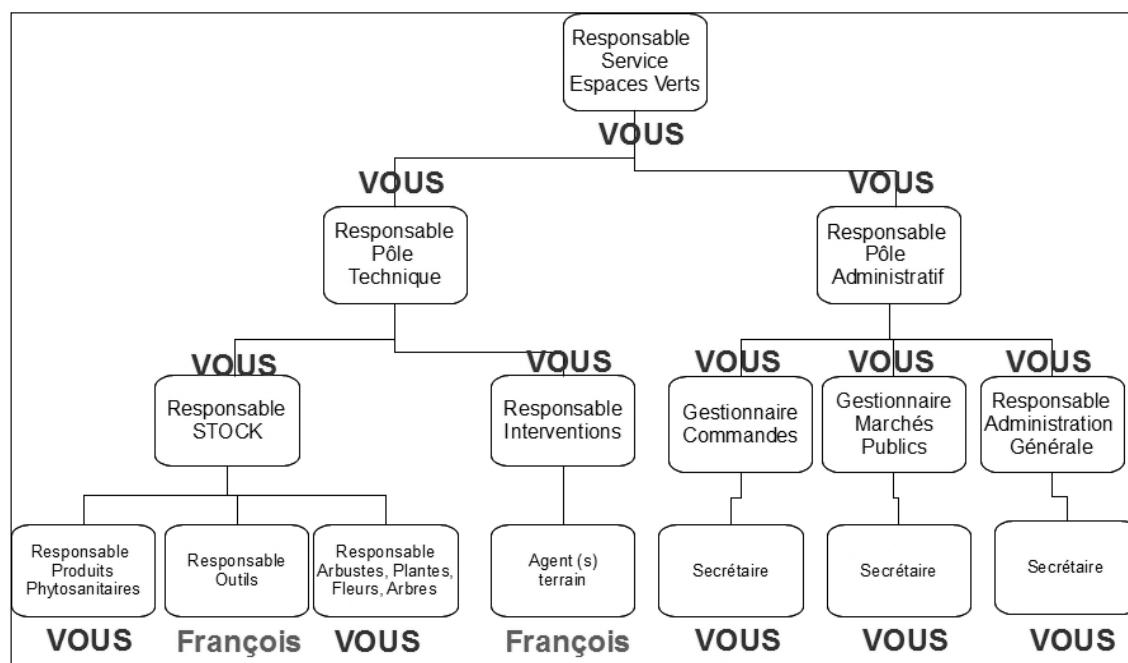 Responsable
Service
Espaces Verts
VOUS
VOUS
VOUS
Responsable
Pôle
Technique
Responsable
Pôle
Administratif
VOUS
VOUS
VOUS
VOUS
VOUS
Responsable
STOCK
Responsable
Interventions
Gestionnaire
Commandes
Gestionnaire
Marchés
Publics
Responsable
Administration
Générale
Responsable
Produits
Phytosanitaires
Responsable
Outils
Responsable
Arbustes, Plantes,
Fleurs, Arbres
Agent (s)
terrain
Secrétaire
Secrétaire
Secrétaire
VOUS
François
VOUS
François
VOUS
VOUS
VOUS